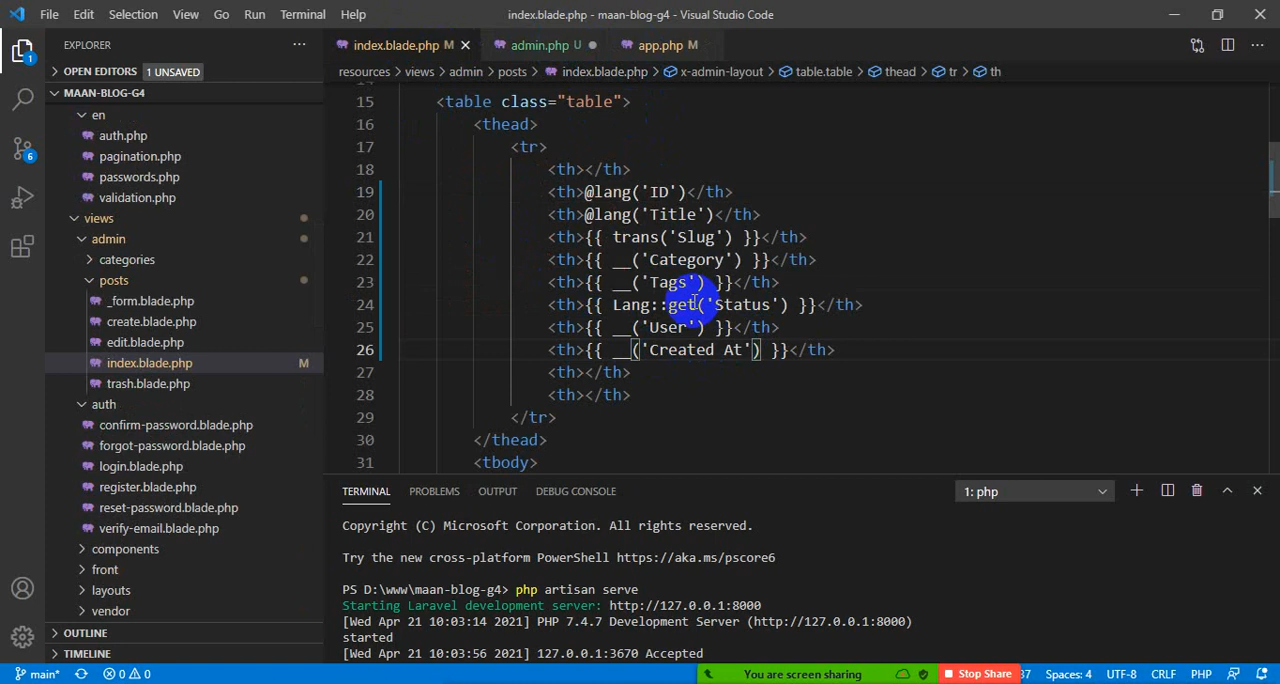 File Edit Selection View Go Run Terminal Help index.blade.php - maan-blog-g4 - Visual Studio Code
EXPLORER ... index.blade.php M admin.php U app.php M
OPEN EDITORS 1 UNSAVED
resources > views > admin > posts > index.blade.php > x-admin-layout > table.table > thead > tr > th
MAAN-BLOG-G4
en
auth.php
pagination.php
passwords.php
validation.php
views
admin
categories
posts
_form.blade.php
create.blade.php
edit.blade.php
index.blade.php M
trash.blade.php
auth
confirm-password.blade.php
forgot-password.blade.php
login.blade.php
register.blade.php
reset-password.blade.php
verify-email.blade.php
components
front
layouts
vendor
OUTLINE
TIMELINE
15 <table class="table">
16 <thead>
17 <tr>
18 <th></th>
19 <th>@lang('ID')</th>
20 <th>@lang('Title')</th>
21 <th>{{ trans('Slug') }}</th>
22 <th>{{ __('Category') }}</th>
23 <th>{{ __('Tags') }}</th>
24 <th>{{ Lang::get('Status') }}</th>
25 <th>{{ __('User') }}</th>
26 <th>{{ __('Created At') }}</th>
27 <th></th>
28 <th></th>
29 </tr>
30 </thead>
31 <tbody>
TERMINAL PROBLEMS OUTPUT DEBUG CONSOLE 1: php
Copyright (C) Microsoft Corporation. All rights reserved.
Try the new cross-platform PowerShell https://aka.ms/pscore6
PS D:\www\maan-blog-g4> php artisan serve
Starting Laravel development server: http://127.0.0.1:8000
[Wed Apr 21 10:03:14 2021] PHP 7.4.7 Development Server (http://127.0.0.1:8000)
started
[Wed Apr 21 10:03:56 2021] 127.0.0.1:3670 Accepted
1
6
main* 0 0 You are screen sharing Stop Share 37 Spaces: 4 UTF-8 CRLF PHP